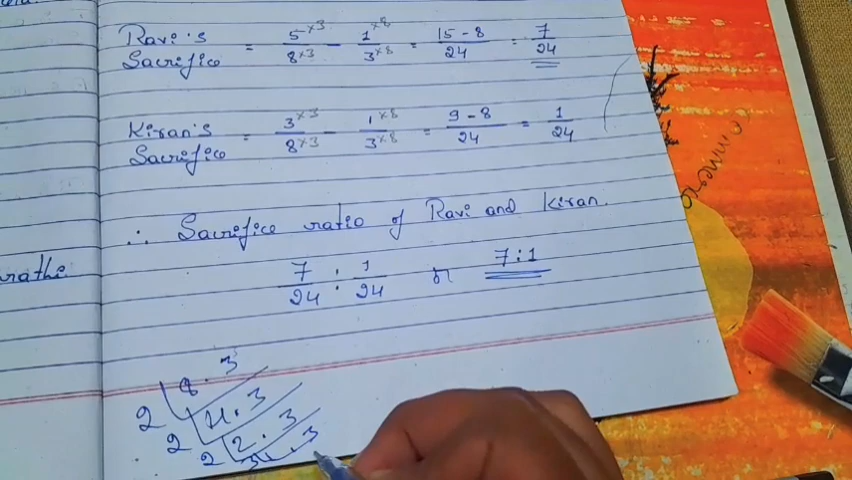 Ravi's Sacrifice = 5×3/8×3 - 1×8/3×8 = 15-8/24 = 7/24
Kiran's Sacrifice = 3×3/8×3 - 1×8/3×8 = 9-8/24 = 1/24
∴ Sacrifice ratio of Ravi and Kiran.
7/24 : 1/24 or 7:1
rathi
8 . 3
2 4 . 3
2 2 . 3
2